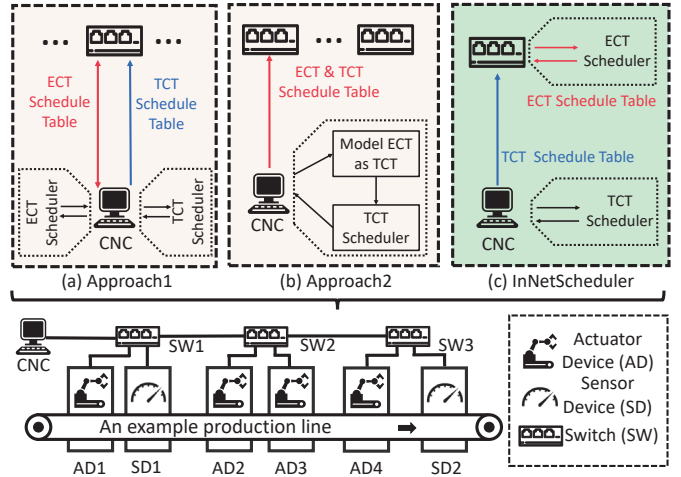 ECT
Schedule
Table
TCT
Schedule
Table
ECT
Scheduler
CNC
TCT
Scheduler
(a) Approach1
ECT & TCT
Schedule Table
Model ECT
as TCT
TCT
Scheduler
CNC
(b) Approach2
ECT
Scheduler
ECT Schedule Table
TCT Schedule Table
TCT
Scheduler
CNC
(c) InNetScheduler
CNC
SW1
SW2
SW3
An example production line
AD1
SD1
AD2
AD3
AD4
SD2
Actuator
Device (AD)
Sensor
Device (SD)
Switch (SW)